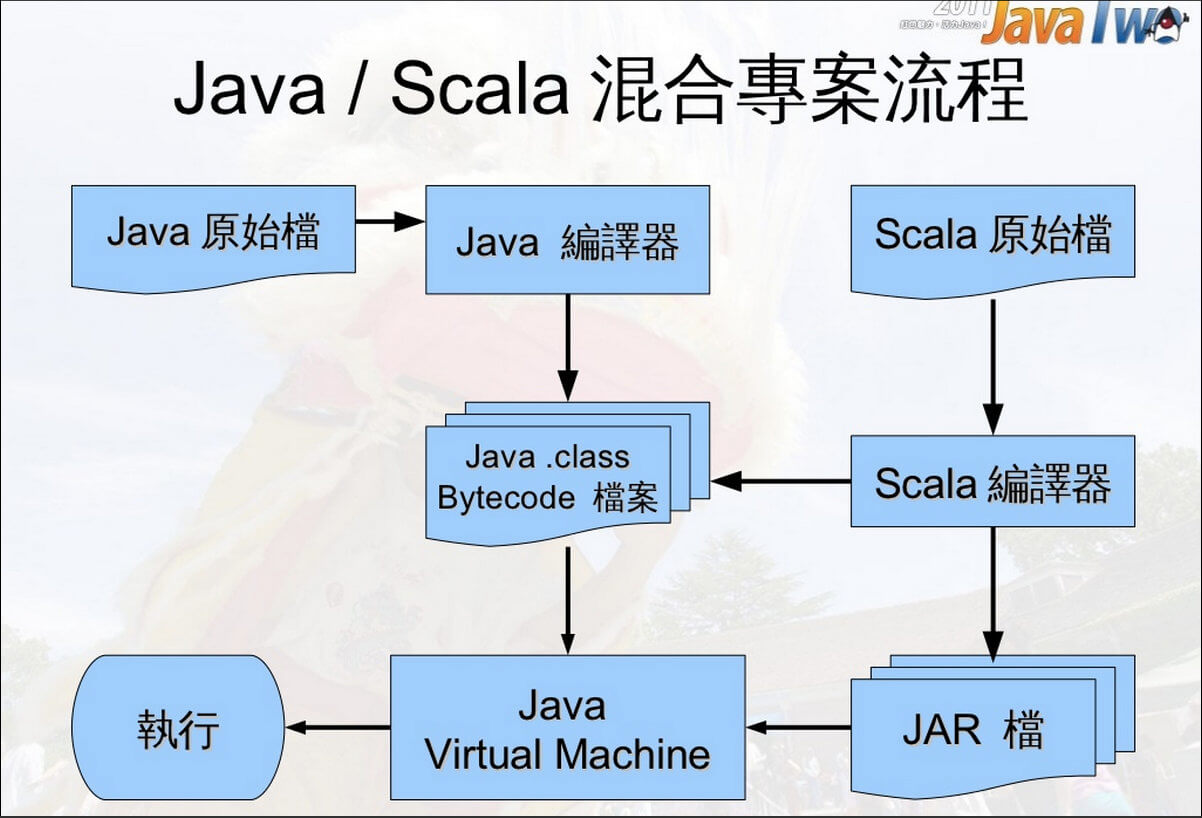 2011
JavaTwo
Java / Scala 混合專案流程
Java 原始檔
Java 編譯器
Scala 原始檔
Java .class
Bytecode 檔案
Scala 編譯器
執行
Java
Virtual Machine
JAR 檔